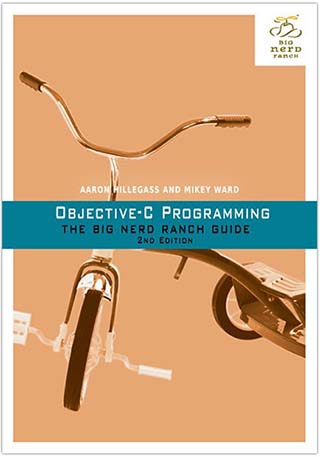 BIG
nerd
RANCH
AARON HILLEGASS AND MIKEY WARD
OBJECTIVE-C PROGRAMMING
THE BIG NERD RANCH GUIDE
2ND EDITION